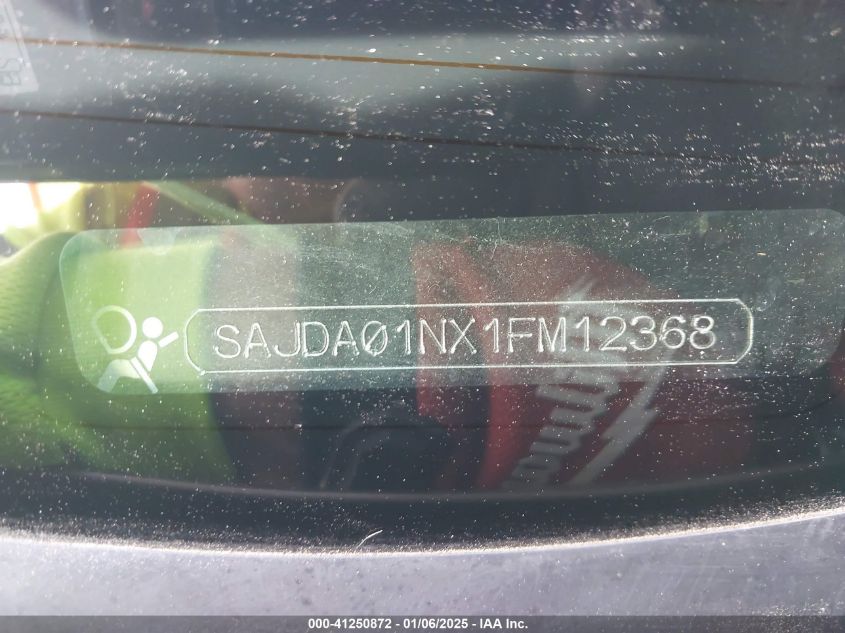 SAJDA01NX1FM12368
000-41250872 - 01/06/2025 - IAA Inc.